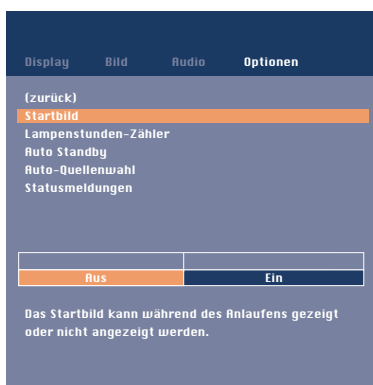 Display Bild Audio Optionen
(zurück)
Startbild
Lampenstunden-Zähler
Auto Standby
Auto-Quellenwahl
Statusmeldungen
Aus Ein
Das Startbild kann während des Anlaufens gezeigt
oder nicht angezeigt werden.